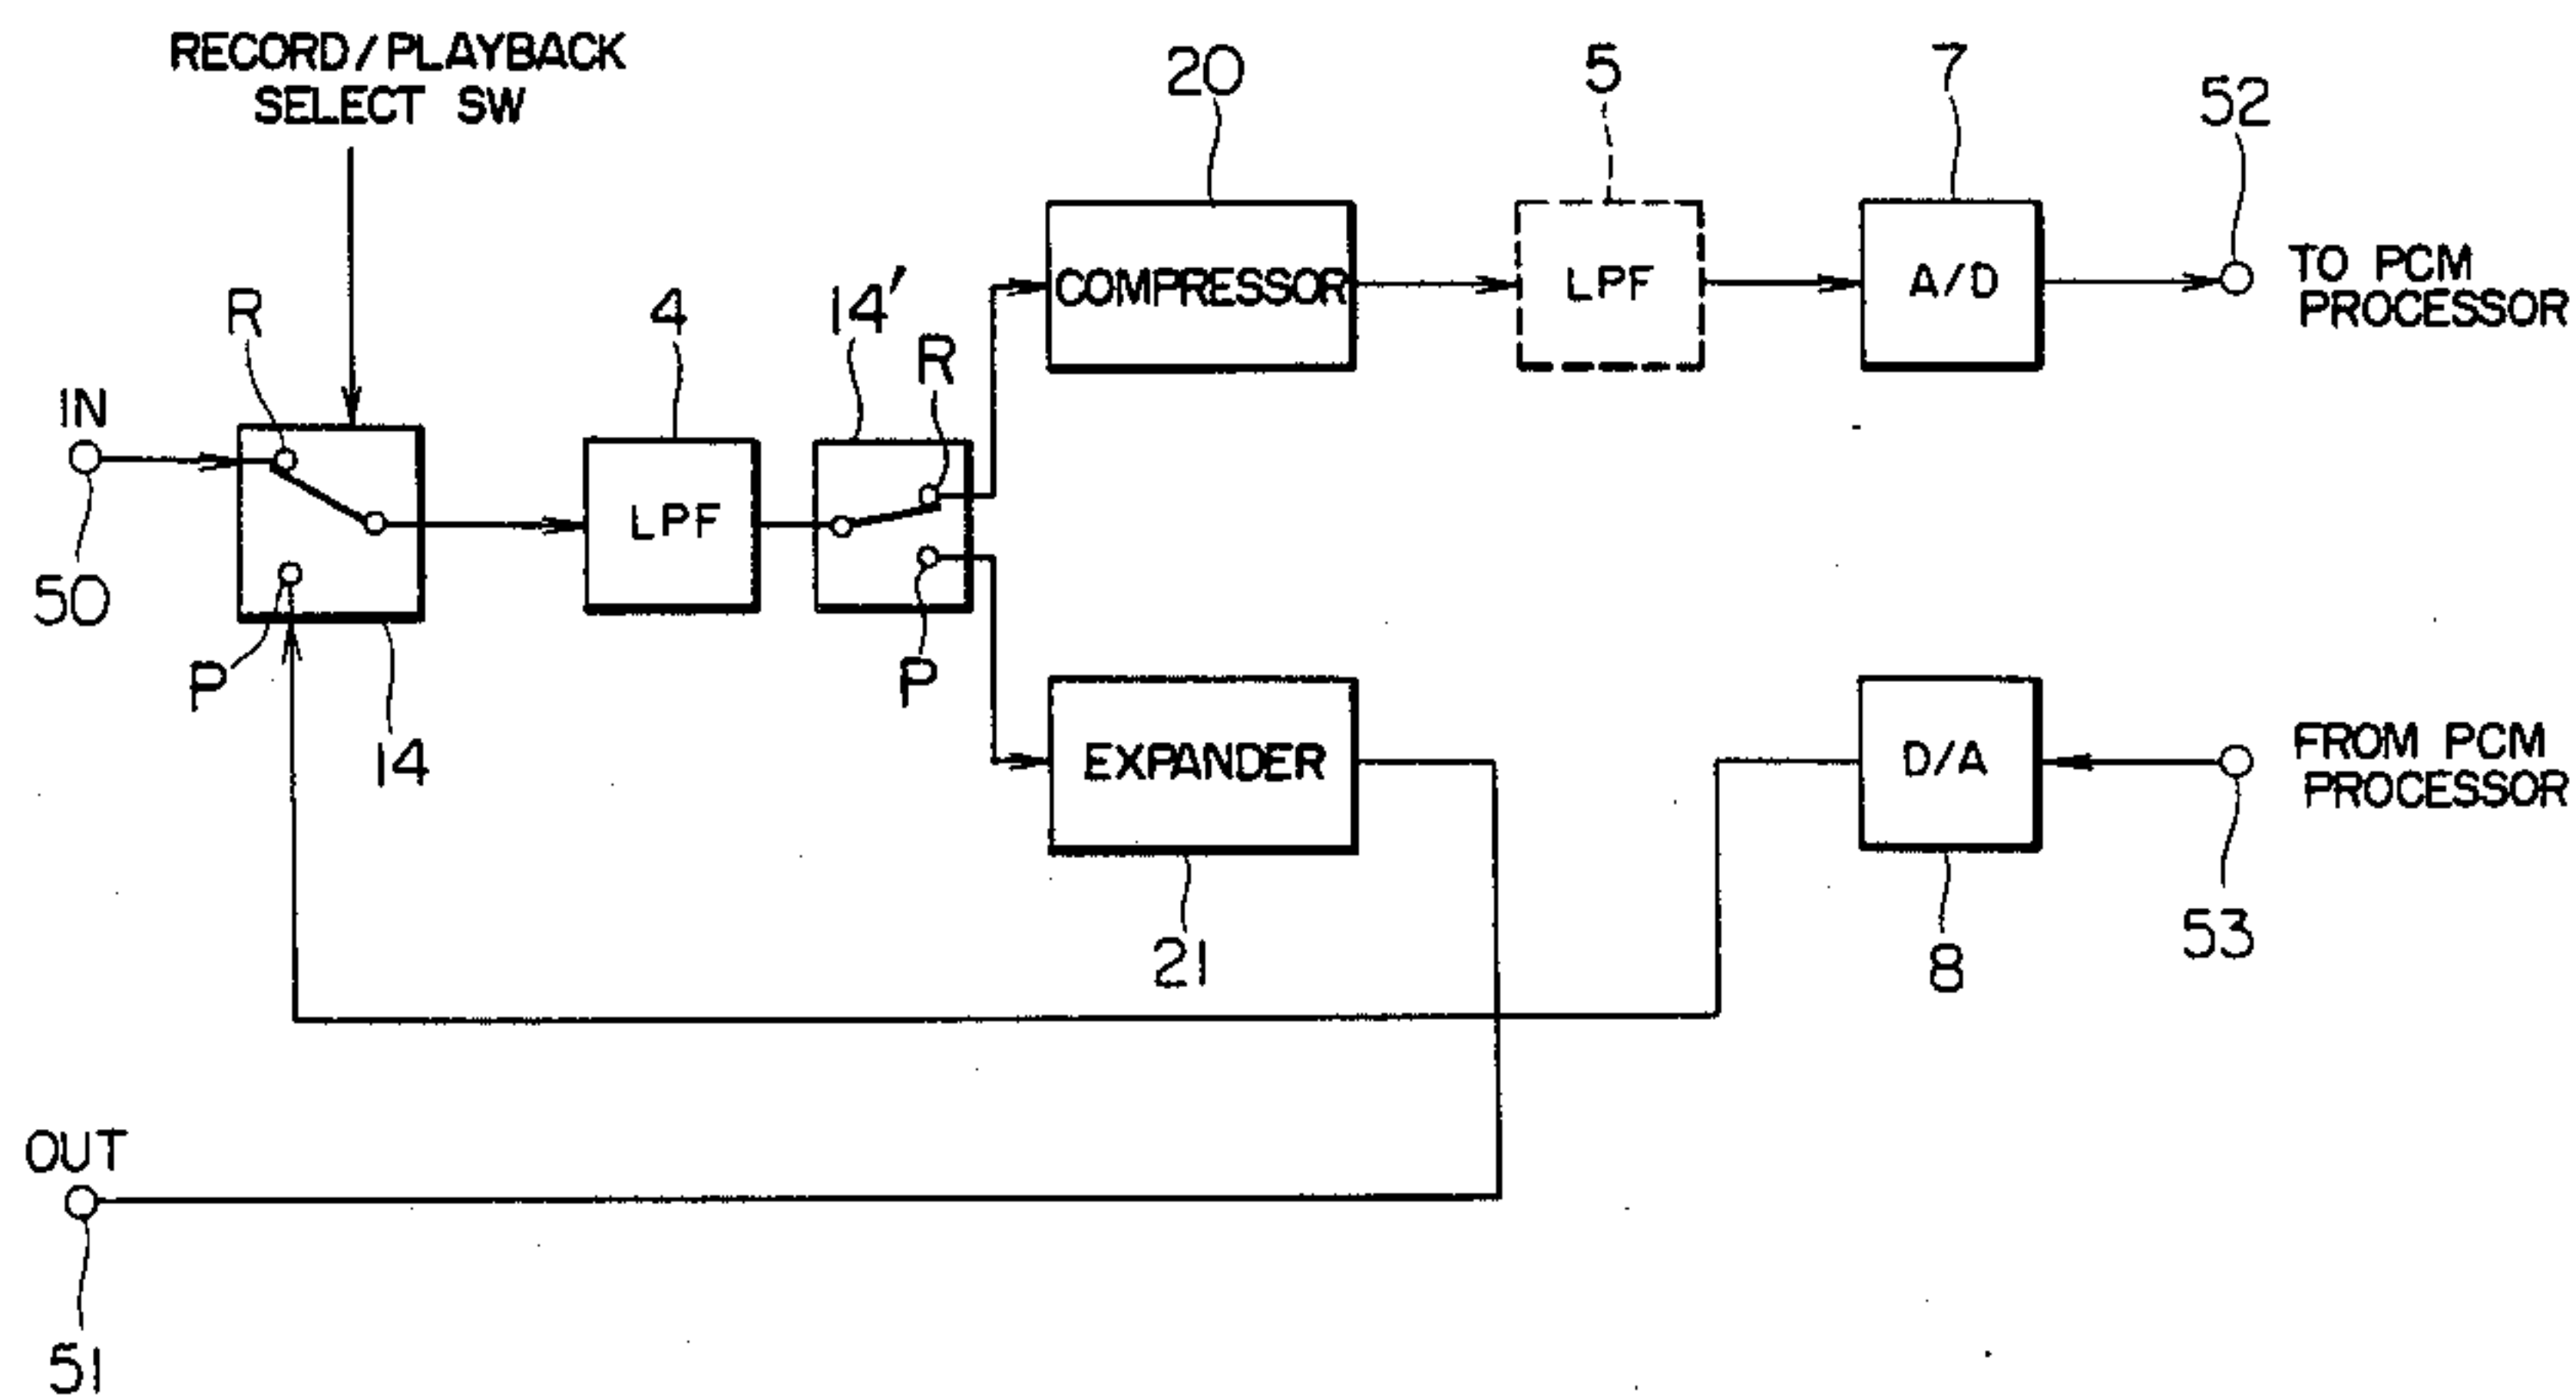 RECORD/PLAYBACK
SELECT SW
20
5
7
52
COMPRESSOR
LPF
A/D
TO PCM
PROCESSOR
R
4
14'
R
IN
LPF
50
P
P
14
EXPANDER
D/A
FROM PCM
PROCESSOR
21
8
53
OUT
51